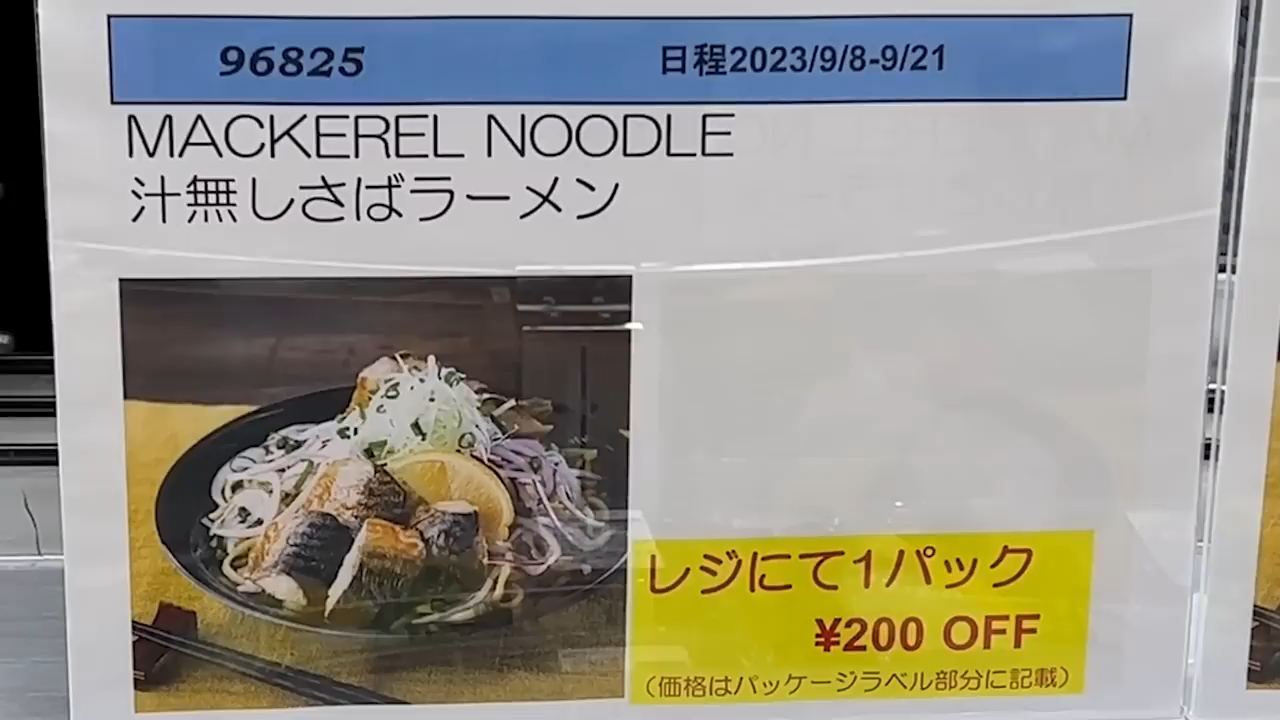 96825 日程2023/9/8-9/21
MACKEREL NOODLE
汁無しさばラーメン
レジにて1パック
¥200 OFF
(価格はパッケージラベル部分に記載)